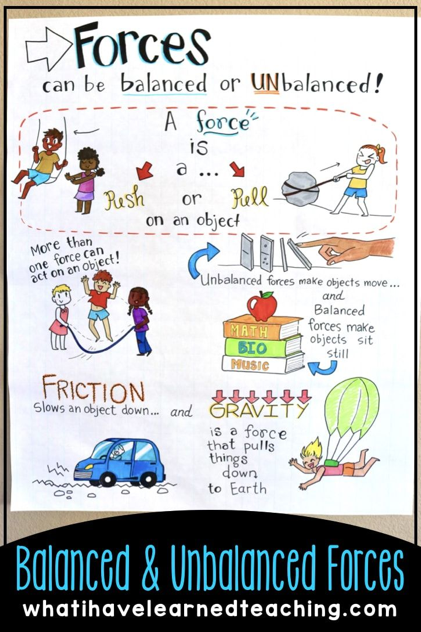 Forces
can be balanced or UNbalanced!
A force
is
a ...
Push or Pull
on an object
More than
one force can
act on an object!
Unbalanced forces make objects move...
and
Balanced
forces make
objects sit
still
MATH
BIO
MUSIC
FRICTION
slows an object down... and
GRAVITY
is a force
that pulls
things
down
to Earth
Balanced & Unbalanced Forces
whatihavelearnedteaching.com